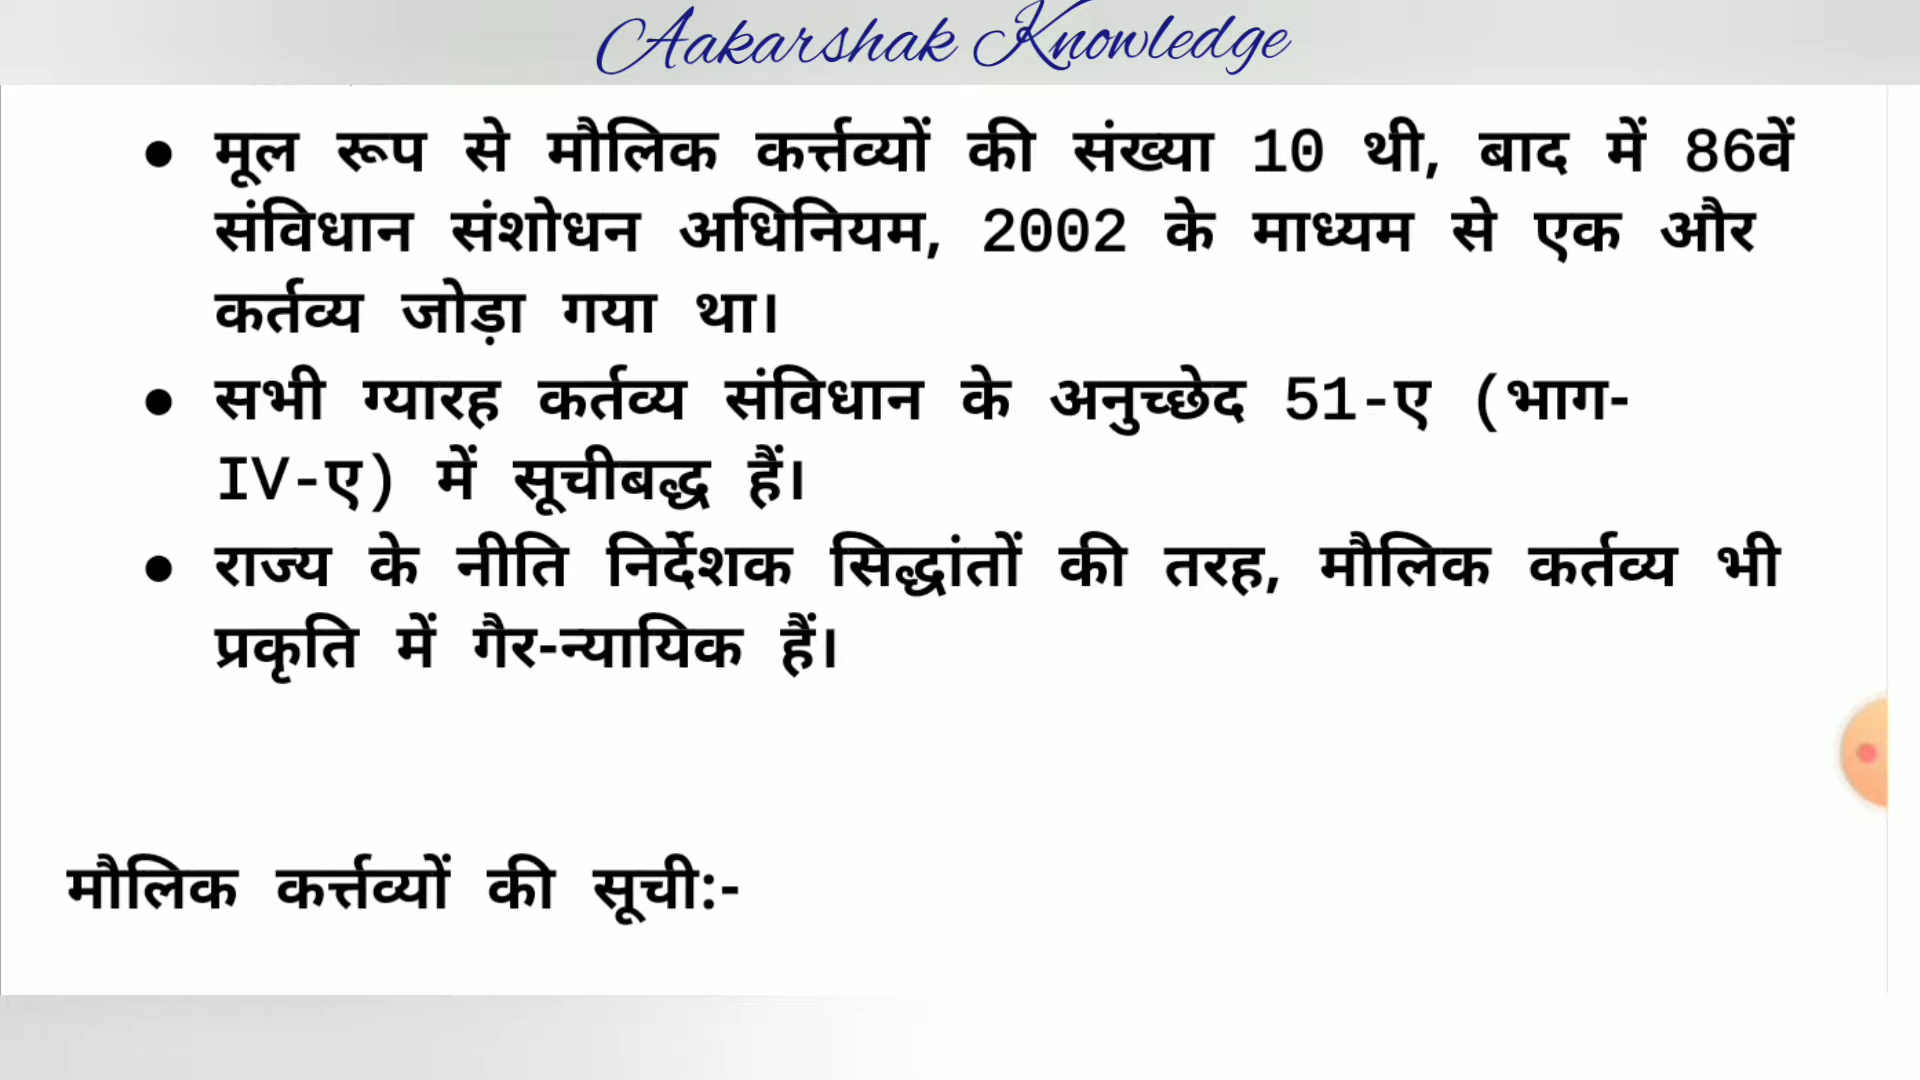 Aakarshak Knowledge
● मूल रूप से मौलिक कर्त्तव्यों की संख्या 10 थी, बाद में 86वें
संविधान संशोधन अधिनियम, 2002 के माध्यम से एक और
कर्तव्य जोड़ा गया था।
● सभी ग्यारह कर्तव्य संविधान के अनुच्छेद 51-ए (भाग-
IV-ए) में सूचीबद्ध हैं।
● राज्य के नीति निर्देशक सिद्धांतों की तरह, मौलिक कर्तव्य भी
प्रकृति में गैर-न्यायिक हैं।
मौलिक कर्त्तव्यों की सूची:-